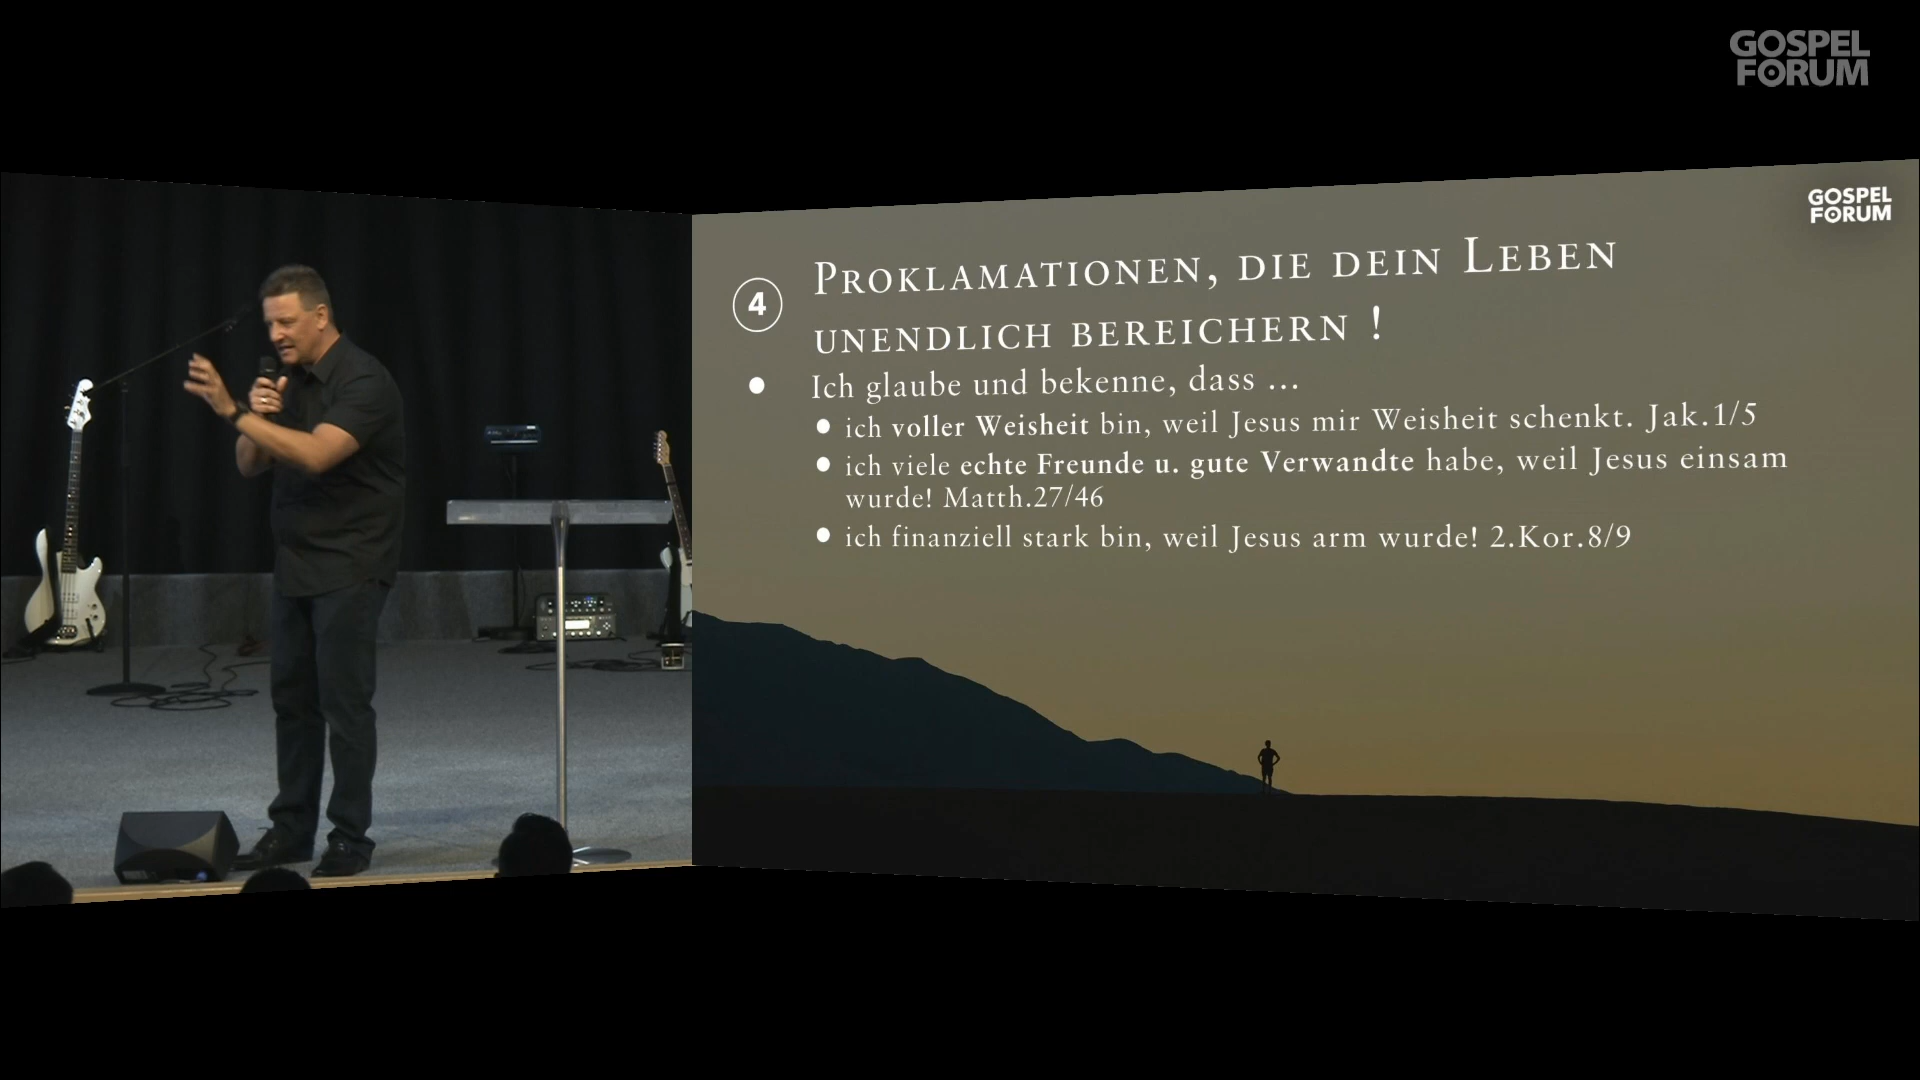 GOSPEL
FORUM
GOSPEL
FORUM
4
Proklamationen, die dein Leben
unendlich bereichern !
Ich glaube und bekenne, dass …
ich voller Weisheit bin, weil Jesus mir Weisheit schenkt. Jak.1/5
ich viele echte Freunde u. gute Verwandte habe, weil Jesus einsam
wurde! Matth.27/46
ich finanziell stark bin, weil Jesus arm wurde! 2.Kor.8/9